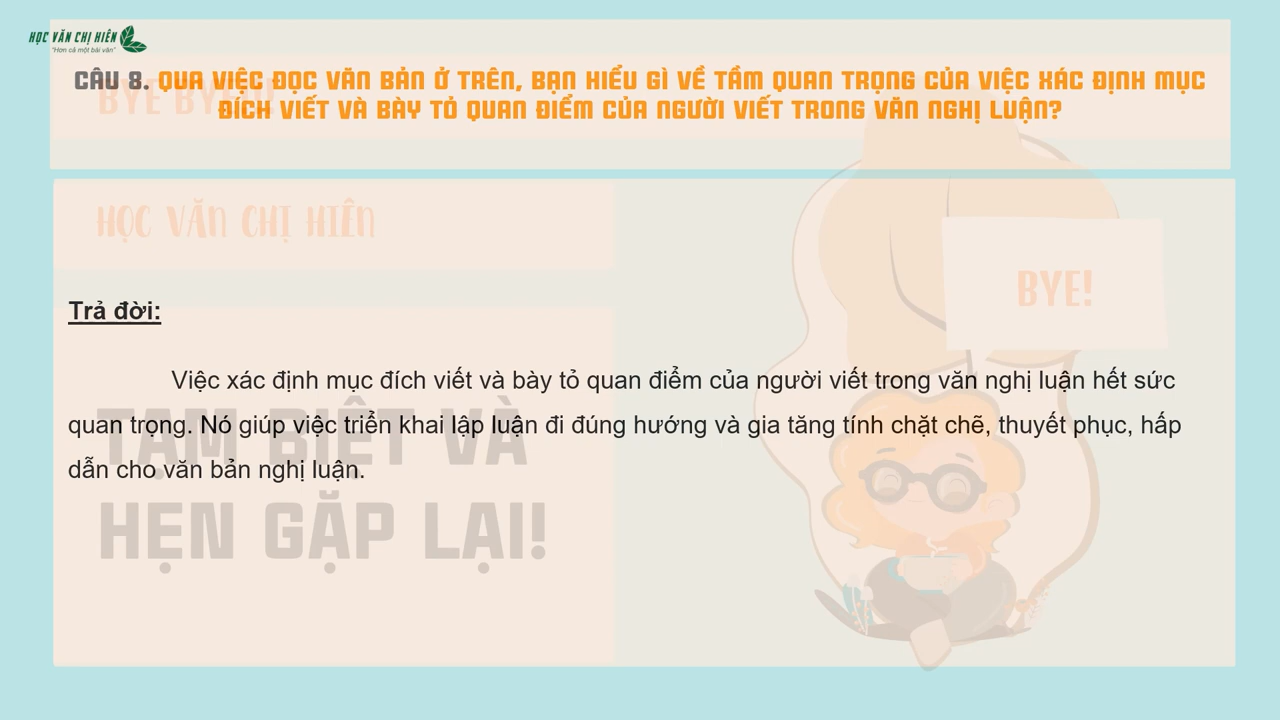 HỌC VĂN CHỊ HIÊN
"Hơn cả một bài văn"
CÂU 8. QUA VIỆC ĐỌC VĂN BẢN Ở TRÊN, BẠN HIỂU GÌ VỀ TẦM QUAN TRỌNG CỦA VIỆC XÁC ĐỊNH MỤC
ĐÍCH VIẾT VÀ BÀY TỎ QUAN ĐIỂM CỦA NGƯỜI VIẾT TRONG VĂN NGHỊ LUẬN?
HỌC VĂN CHỊ HIÊN
BYE!
Trả đời:
Việc xác định mục đích viết và bày tỏ quan điểm của người viết trong văn nghị luận hết sức
quan trọng. Nó giúp việc triển khai lập luận đi đúng hướng và gia tăng tính chặt chẽ, thuyết phục, hấp
dẫn cho văn bản nghị luận.
TẠM BIỆT VÀ
HẸN GẶP LẠI!